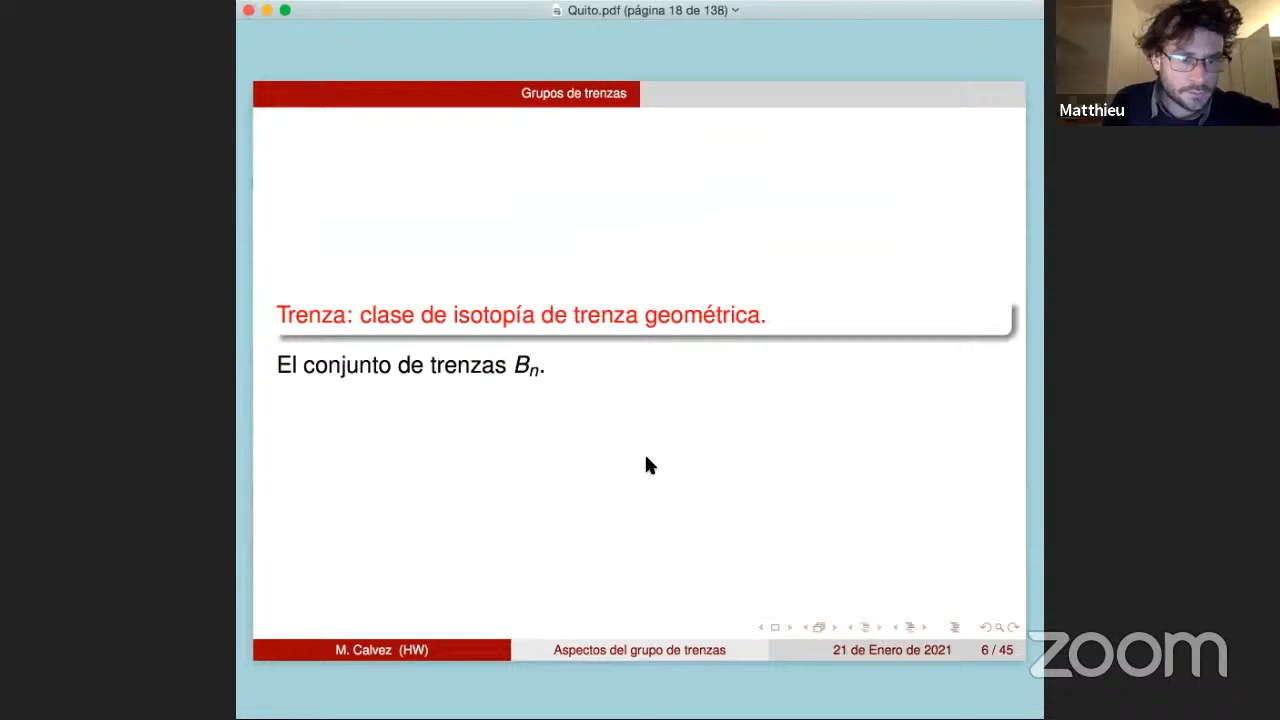 Quito.pdf (página 18 de 136)
Matthieu
Grupos de trenzas
Trenza: clase de isotopía de trenza geométrica.
El conjunto de trenzas Bn.
M. Calvez (HW)
Aspectos del grupo de trenzas
21 de Enero de 2021
6 / 45
zoom